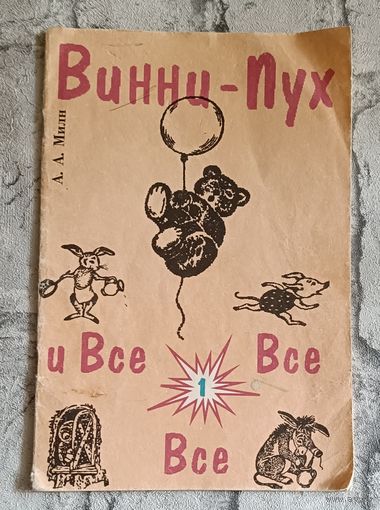 А. А. Милн
Винни-Пух
и Все
1
Все
Все